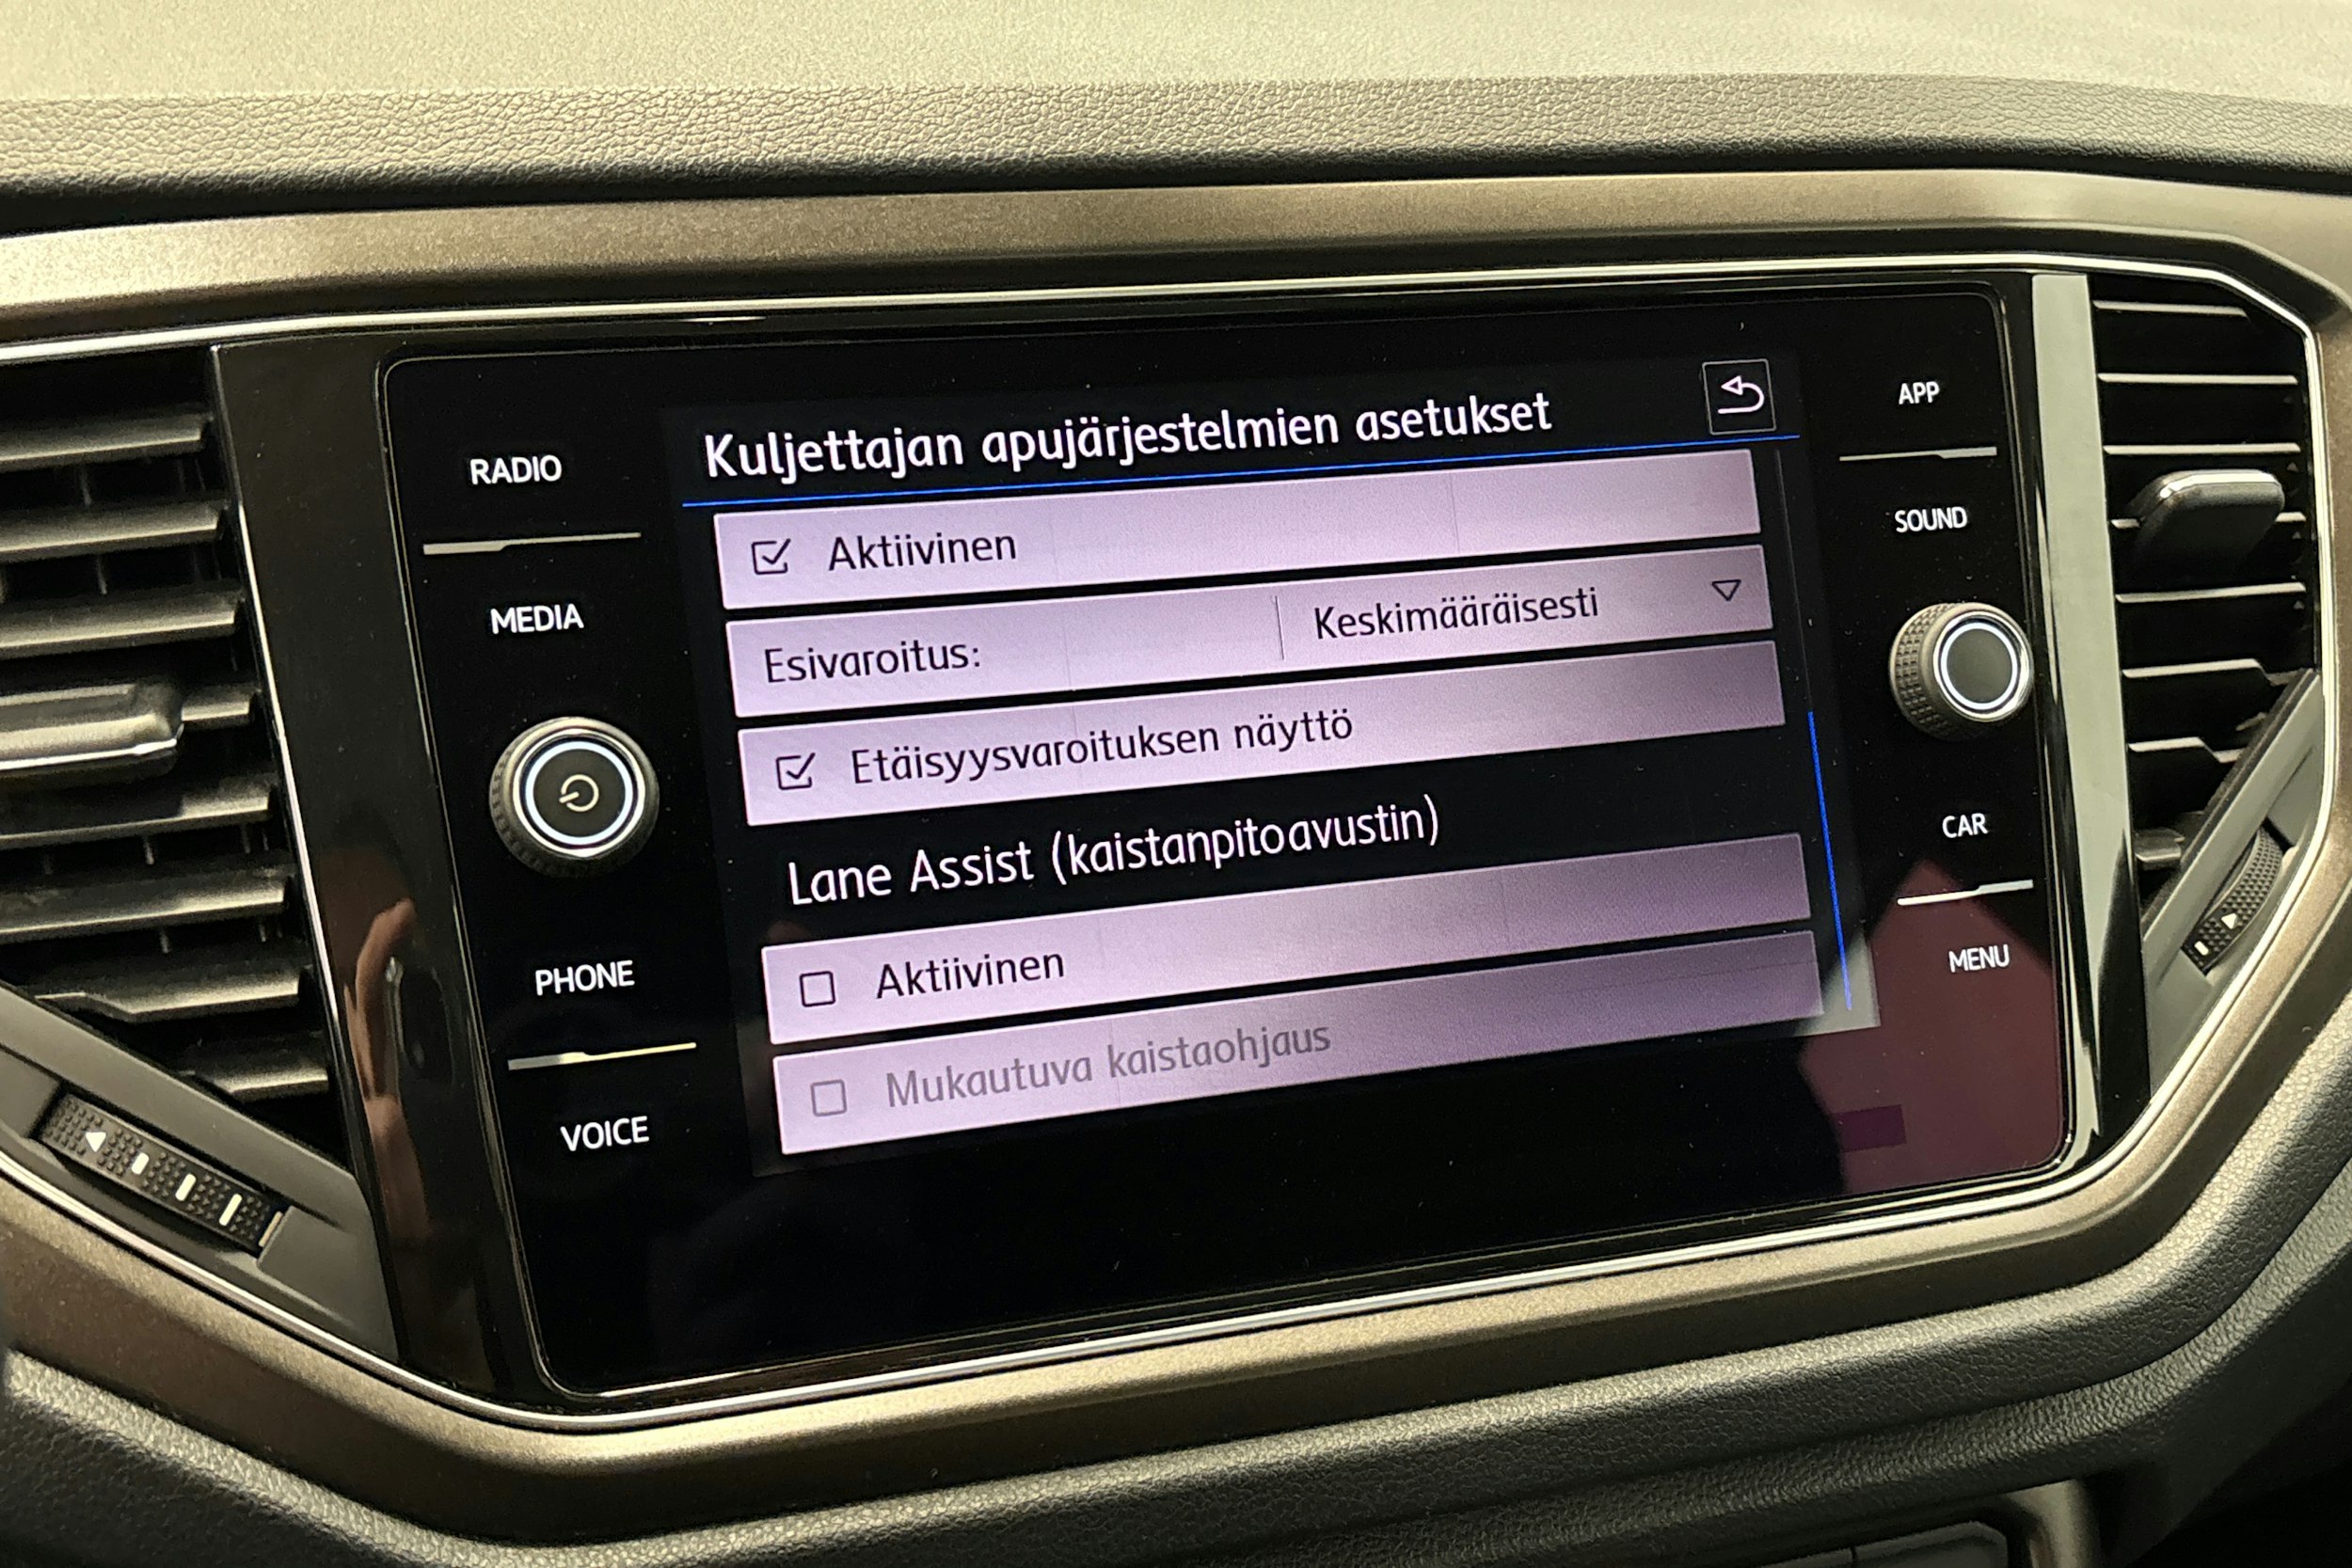 RADIO
MEDIA
PHONE
VOICE
Kuljettajan apujärjestelmien asetukset
Aktiivinen
Esivaroitus: Keskimääräisesti
Etäisyysvaroituksen näyttö
Lane Assist (kaistanpitoavustin)
Aktiivinen
Mukautuva kaistaohjaus
APP
SOUND
CAR
MENU